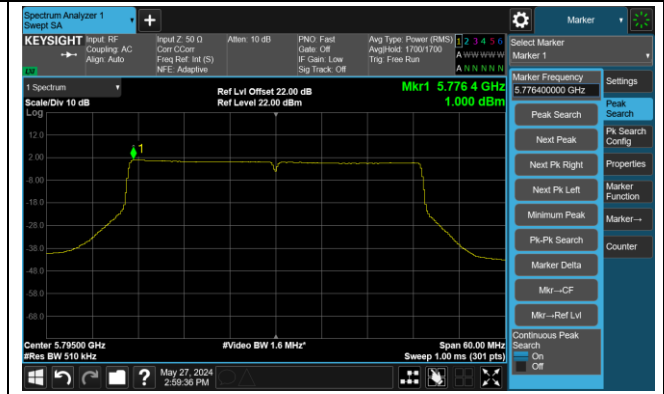 Spectrum Analyzer 1
Swept SA
+
Marker
KEYSIGHT
Input: RF
Coupling: AC
Align: Auto
Input Z: 50 Ω
Corr CCorr
Freq Ref: Int (S)
NFE: Adaptive
Atten: 10 dB
PNO: Fast
Gate: Off
IF Gain: Low
Sig Track: Off
Avg Type: Power (RMS)
Avg|Hold: 1700/1700
Trig: Free Run
1 2 3 4 5 6
A W W W W W
A N N N N N
Select Marker
Marker 1
1 Spectrum
Scale/Div 10 dB
Log
Ref Lvl Offset 22.00 dB
Ref Level 22.00 dBm
Mkr1 5.776 4 GHz
1.000 dBm
12.0
2.00
-8.00
-18.0
-28.0
-38.0
-48.0
-58.0
-68.0
1
Center 5.79500 GHz
#Res BW 510 kHz
#Video BW 1.6 MHz*
Span 60.00 MHz
Sweep 1.00 ms (301 pts)
Marker Frequency
5.776400000 GHz
Peak Search
Next Peak
Next Pk Right
Next Pk Left
Minimum Peak
Pk-Pk Search
Marker Delta
Mkr→CF
Mkr→Ref Lvl
Continuous Peak
Search
On
Off
Settings
Peak
Search
Pk Search
Config
Properties
Marker
Function
Marker→
Counter
?
May 27, 2024
2:59:36 PM